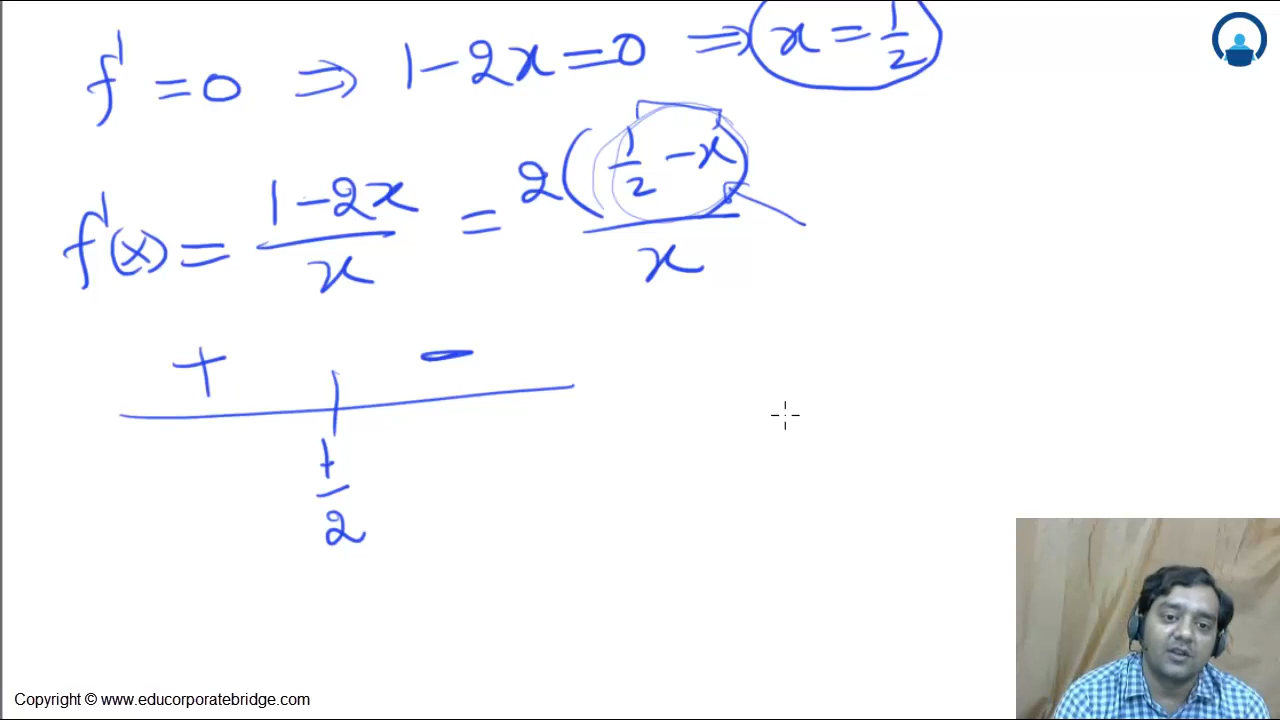 f' = 0 ⇒ 1 - 2x = 0 ⇒ x = 1/2
f'(x) = (1 - 2x)/x = 2(1/2 - x)/x
+ -
1/2
Copyright © www.educorporatebridge.com